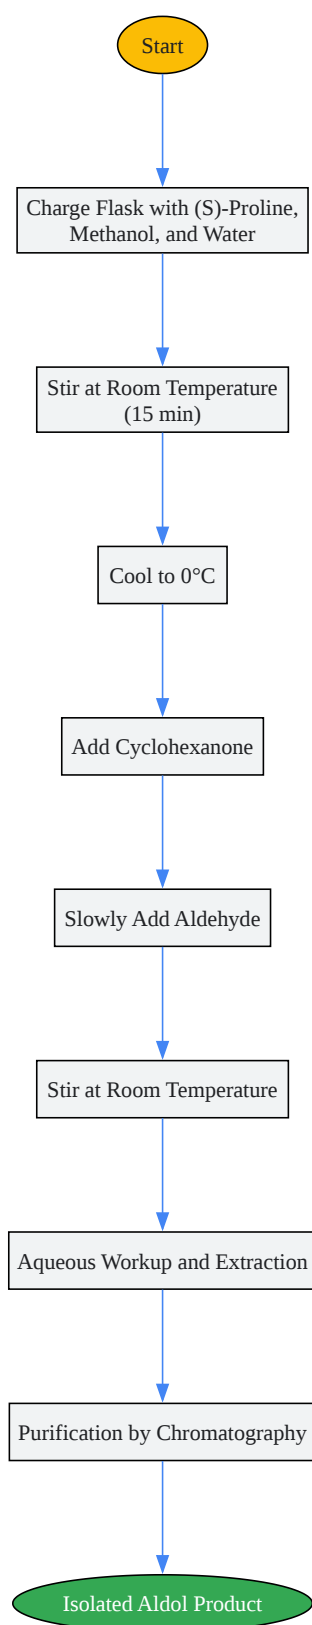 Start
Charge Flask with (S)-Proline,
Methanol, and Water
Stir at Room Temperature
(15 min)
Cool to 0°C
Add Cyclohexanone
Slowly Add Aldehyde
Stir at Room Temperature
Aqueous Workup and Extraction
Purification by Chromatography
Isolated Aldol Product